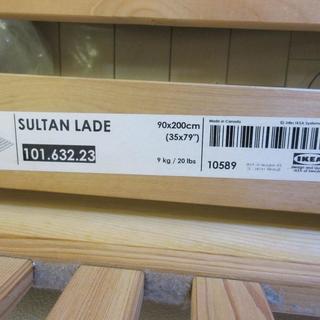 SULTAN LADE
101.632.23
90x200cm
(35x79")
9 kg / 20 lbs
Made in Canada
10589
IKEA